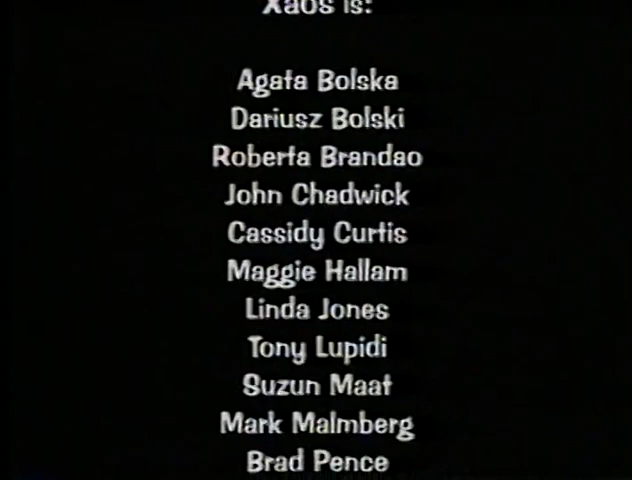 Xaos is:
Agata Bolska
Dariusz Bolski
Roberta Brandao
John Chadwick
Cassidy Curtis
Maggie Hallam
Linda Jones
Tony Lupidi
Suzun Maat
Mark Malmberg
Brad Pence